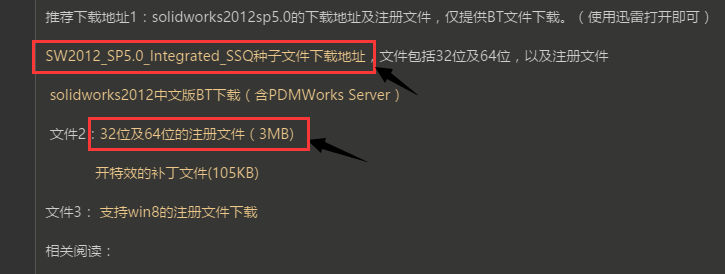 推荐下载地址1：solidworks2012sp5.0的下载地址及注册文件，仅提供BT文件下载。（使用迅雷打开即可）
SW2012_SP5.0_Integrated_SSQ种子文件下载地址，文件包括32位及64位，以及注册文件
solidworks2012中文版BT下载（含PDMWorks Server）
文件2：32位及64位的注册文件（3MB）
开特效的补丁文件(105KB)
文件3： 支持win8的注册文件下载
相关阅读：